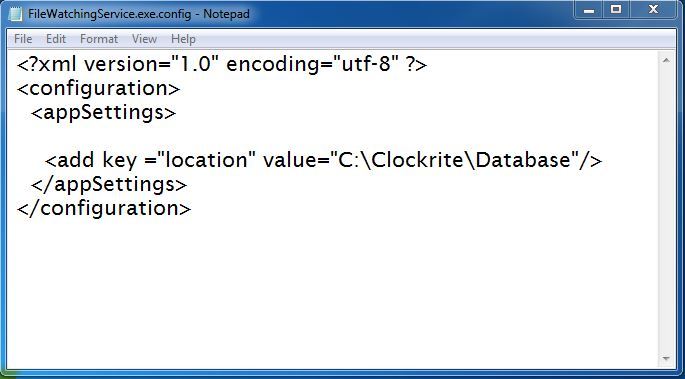 FileWatchingService.exe.config - Notepad
File Edit Format View Help
<?xml version="1.0" encoding="utf-8" ?>
<configuration>
<appSettings>
<add key ="location" value="C:\Clockrite\Database"/>
</appSettings>
</configuration>